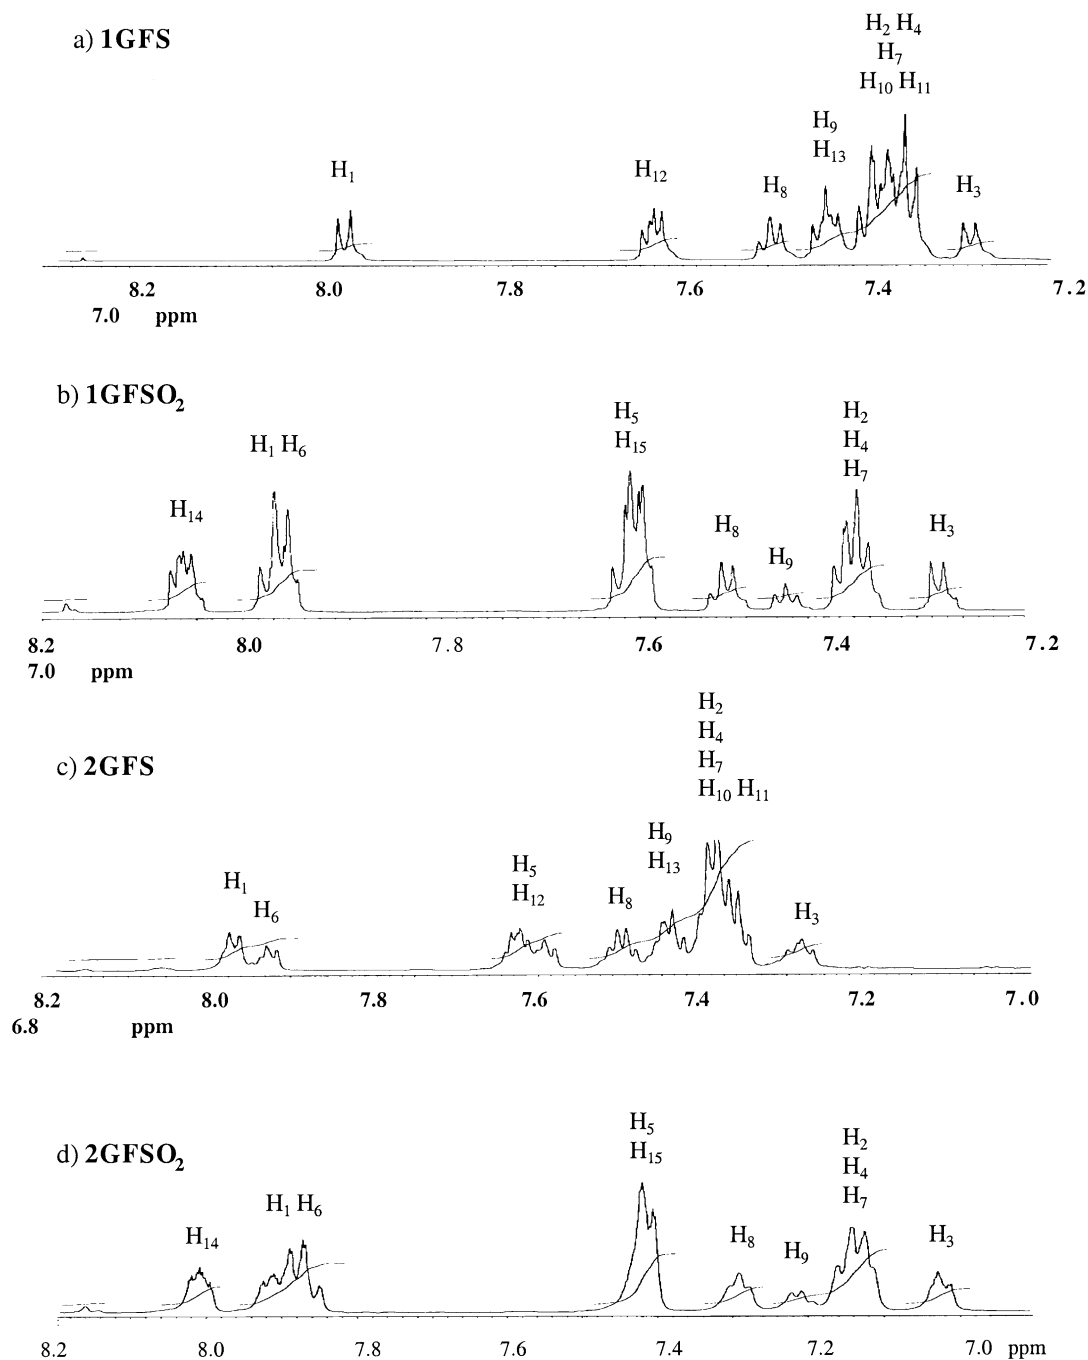 a) 1GFS
H₂ H₄
H₇
H₁₀ H₁₁
H₉
H₁₃
H₁
H₁₂
H₈
H₃
8.2 8.0 7.8 7.6 7.4 7.2
7.0 ppm
b) 1GFSO₂
H₅
H₁₅
H₂
H₄
H₇
H₁ H₆
H₁₄
H₈
H₉
H₃
8.2 8.0 7.8 7.6 7.4 7.2
7.0 ppm
c) 2GFS
H₂
H₄
H₇
H₁₀ H₁₁
H₉
H₁₃
H₅
H₁₂
H₁
H₆
H₈
H₃
8.2 8.0 7.8 7.6 7.4 7.2 7.0
6.8 ppm
d) 2GFSO₂
H₅
H₁₅
H₂
H₄
H₇
H₁ H₆
H₁₄
H₈
H₉
H₃
8.2 8.0 7.8 7.6 7.4 7.2 7.0 ppm